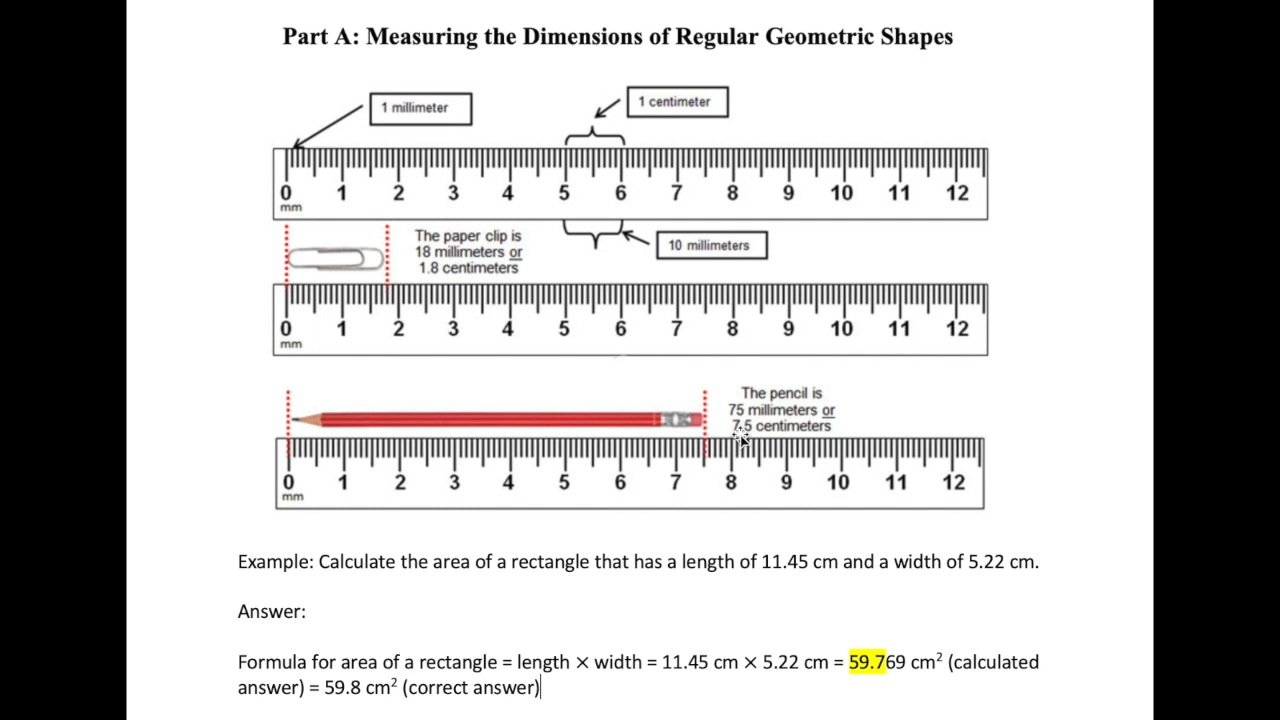 Part A: Measuring the Dimensions of Regular Geometric Shapes
1 millimeter
1 centimeter
0 1 2 3 4 5 6 7 8 9 10 11 12
mm
10 millimeters
The paper clip is
18 millimeters or
1.8 centimeters
0 1 2 3 4 5 6 7 8 9 10 11 12
mm
The pencil is
75 millimeters or
7.5 centimeters
0 1 2 3 4 5 6 7 8 9 10 11 12
mm
Example: Calculate the area of a rectangle that has a length of 11.45 cm and a width of 5.22 cm.
Answer:
Formula for area of a rectangle = length × width = 11.45 cm × 5.22 cm = 59.769 cm² (calculated
answer) = 59.8 cm² (correct answer)